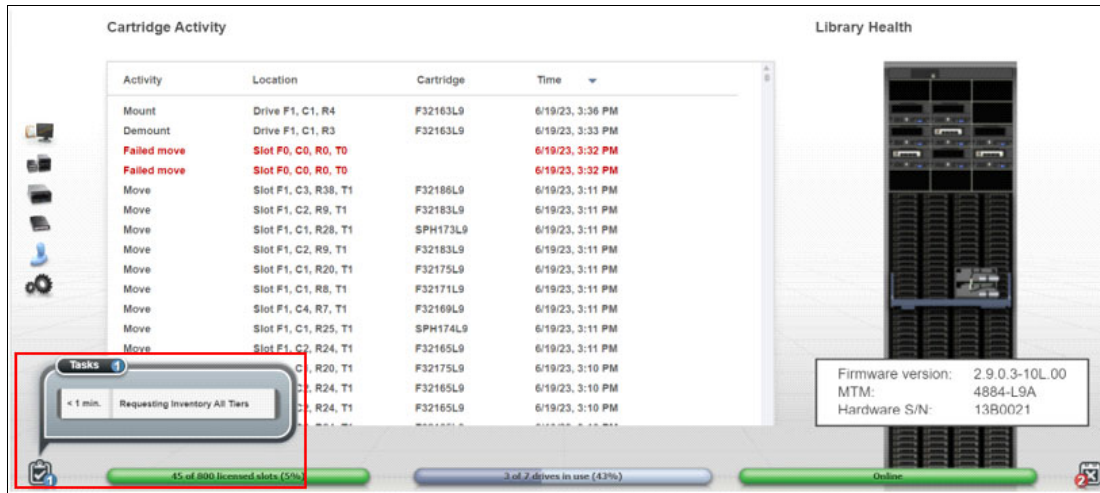 Cartridge Activity
Library Health
Activity Location Cartridge Time
Mount Drive F1, C1, R4 F32163L9 6/19/23, 3:36 PM
Demount Drive F1, C1, R3 F32163L9 6/19/23, 3:33 PM
Failed move Slot F0, C0, R0, T0 6/19/23, 3:32 PM
Failed move Slot F0, C0, R0, T0 6/19/23, 3:32 PM
Move Slot F1, C3, R38, T1 F32186L9 6/19/23, 3:11 PM
Move Slot F1, C2, R9, T1 F32183L9 6/19/23, 3:11 PM
Move Slot F1, C1, R28, T1 SPH173L9 6/19/23, 3:11 PM
Move Slot F1, C2, R9, T1 F32183L9 6/19/23, 3:11 PM
Move Slot F1, C1, R20, T1 F32175L9 6/19/23, 3:11 PM
Move Slot F1, C1, R8, T1 F32171L9 6/19/23, 3:11 PM
Move Slot F1, C4, R7, T1 F32169L9 6/19/23, 3:11 PM
Move Slot F1, C1, R25, T1 SPH174L9 6/19/23, 3:11 PM
Move Slot F1, C2, R24, T1 F32165L9 6/19/23, 3:11 PM
R20, T1 F32175L9 6/19/23, 3:10 PM
R24, T1 F32165L9 6/19/23, 3:10 PM
R24, T1 F32165L9 6/19/23, 3:10 PM
Tasks 1
< 1 min. Requesting Inventory All Tiers
Firmware version: 2.9.0.3-10L.00
MTM: 4884-L9A
Hardware S/N: 13B0021
1
45 of 800 licensed slots (5%)
3 of 7 drives in use (43%)
Online
2